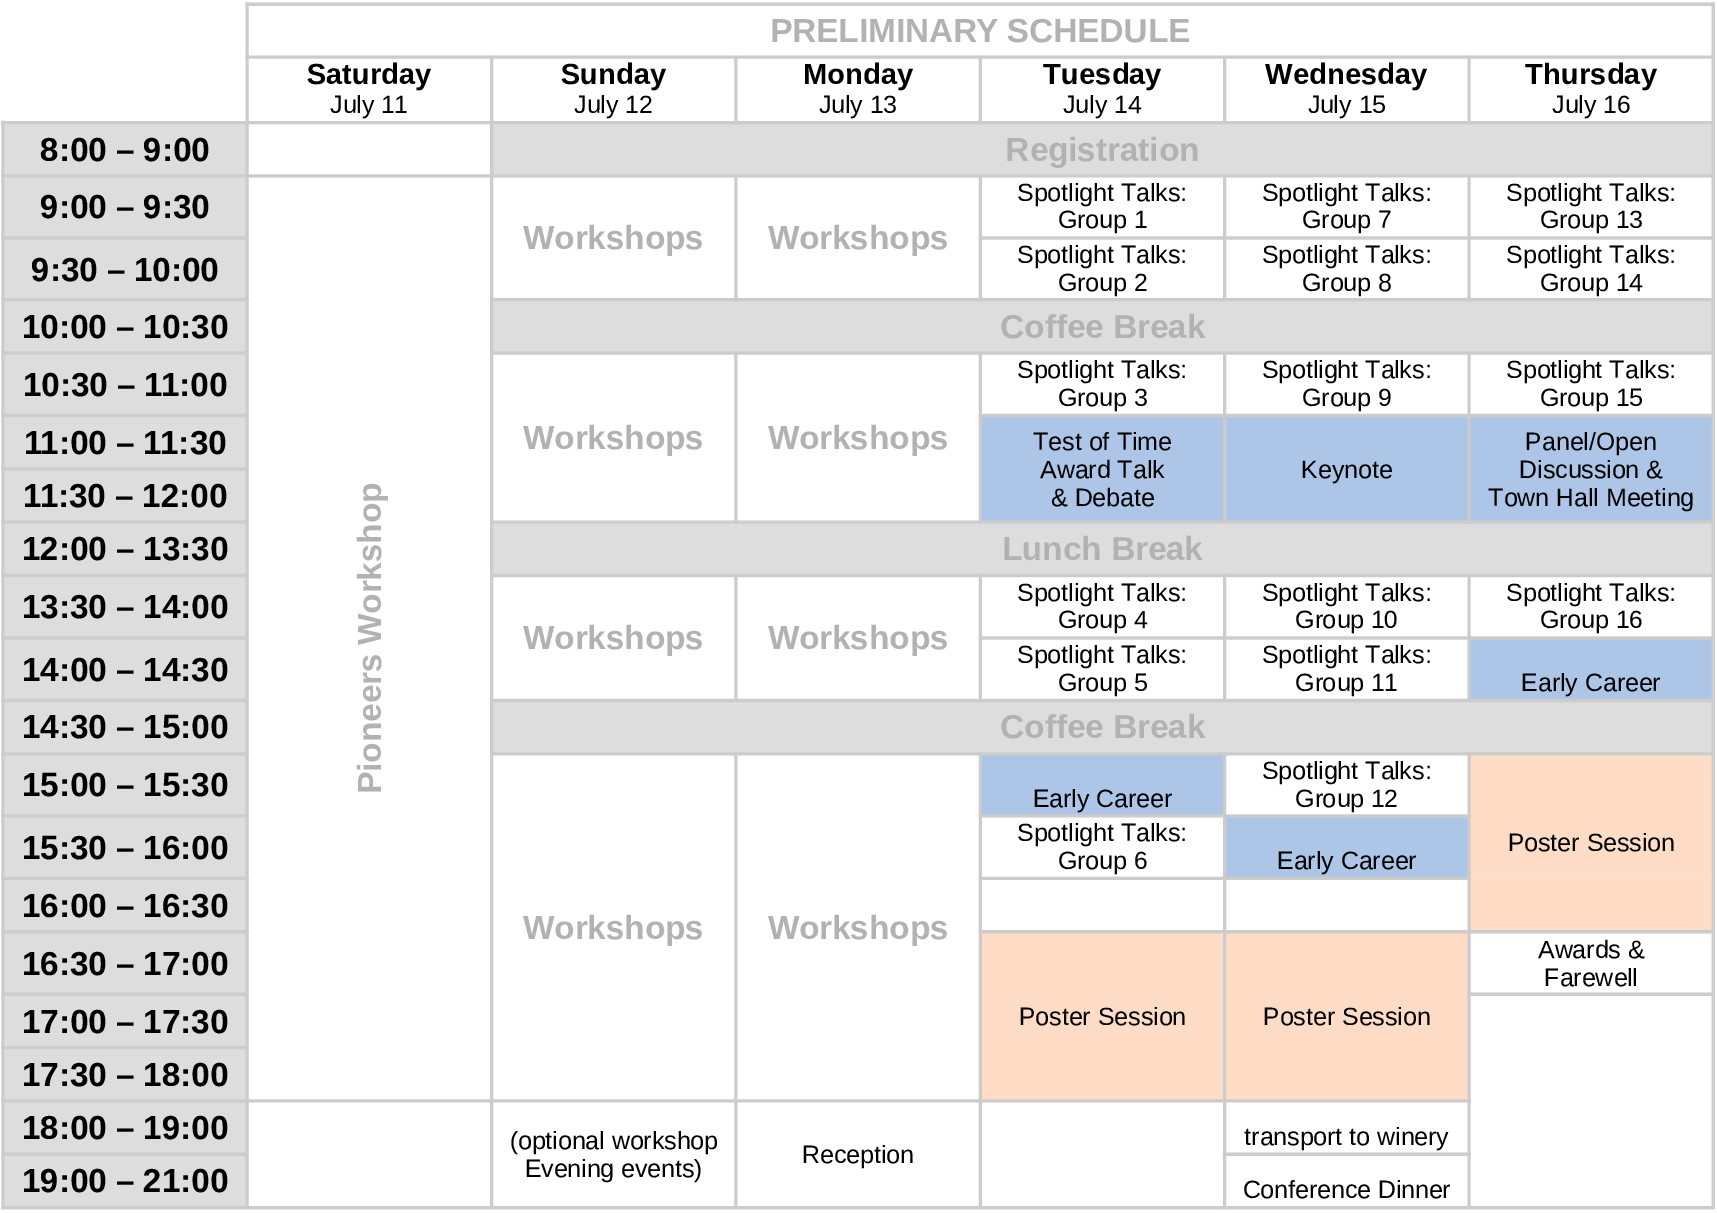 PRELIMINARY SCHEDULE
Saturday
July 11
Sunday
July 12
Monday
July 13
Tuesday
July 14
Wednesday
July 15
Thursday
July 16
8:00 – 9:00
Registration
9:00 – 9:30
Pioneers Workshop
Workshops
Workshops
Spotlight Talks:
Group 1
Spotlight Talks:
Group 7
Spotlight Talks:
Group 13
9:30 – 10:00
Spotlight Talks:
Group 2
Spotlight Talks:
Group 8
Spotlight Talks:
Group 14
10:00 – 10:30
Coffee Break
10:30 – 11:00
Workshops
Workshops
Spotlight Talks:
Group 3
Spotlight Talks:
Group 9
Spotlight Talks:
Group 15
11:00 – 11:30
Test of Time
Award Talk
& Debate
Keynote
Panel/Open
Discussion &
Town Hall Meeting
11:30 – 12:00
12:00 – 13:30
Lunch Break
13:30 – 14:00
Workshops
Workshops
Spotlight Talks:
Group 4
Spotlight Talks:
Group 10
Spotlight Talks:
Group 16
14:00 – 14:30
Spotlight Talks:
Group 5
Spotlight Talks:
Group 11
Early Career
14:30 – 15:00
Coffee Break
15:00 – 15:30
Workshops
Workshops
Early Career
Spotlight Talks:
Group 12
Poster Session
15:30 – 16:00
Spotlight Talks:
Group 6
Early Career
16:00 – 16:30
16:30 – 17:00
Poster Session
Poster Session
Awards &
Farewell
17:00 – 17:30
17:30 – 18:00
18:00 – 19:00
(optional workshop
Evening events)
Reception
transport to winery
19:00 – 21:00
Conference Dinner